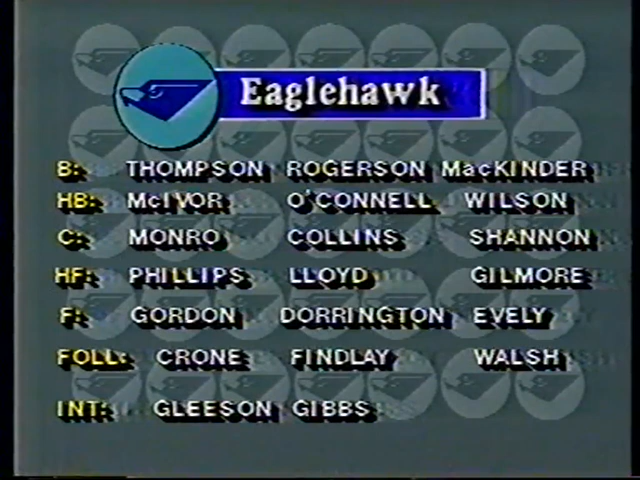 Eaglehawk
B: THOMPSON ROGERSON MacKINDER
HB: McIVOR O'CONNELL WILSON
C: MONRO COLLINS SHANNON
HF: PHILLIPS LLOYD GILMORE
F: GORDON DORRINGTON EVELY
FOLL: CRONE FINDLAY WALSH
INT: GLEESON GIBBS